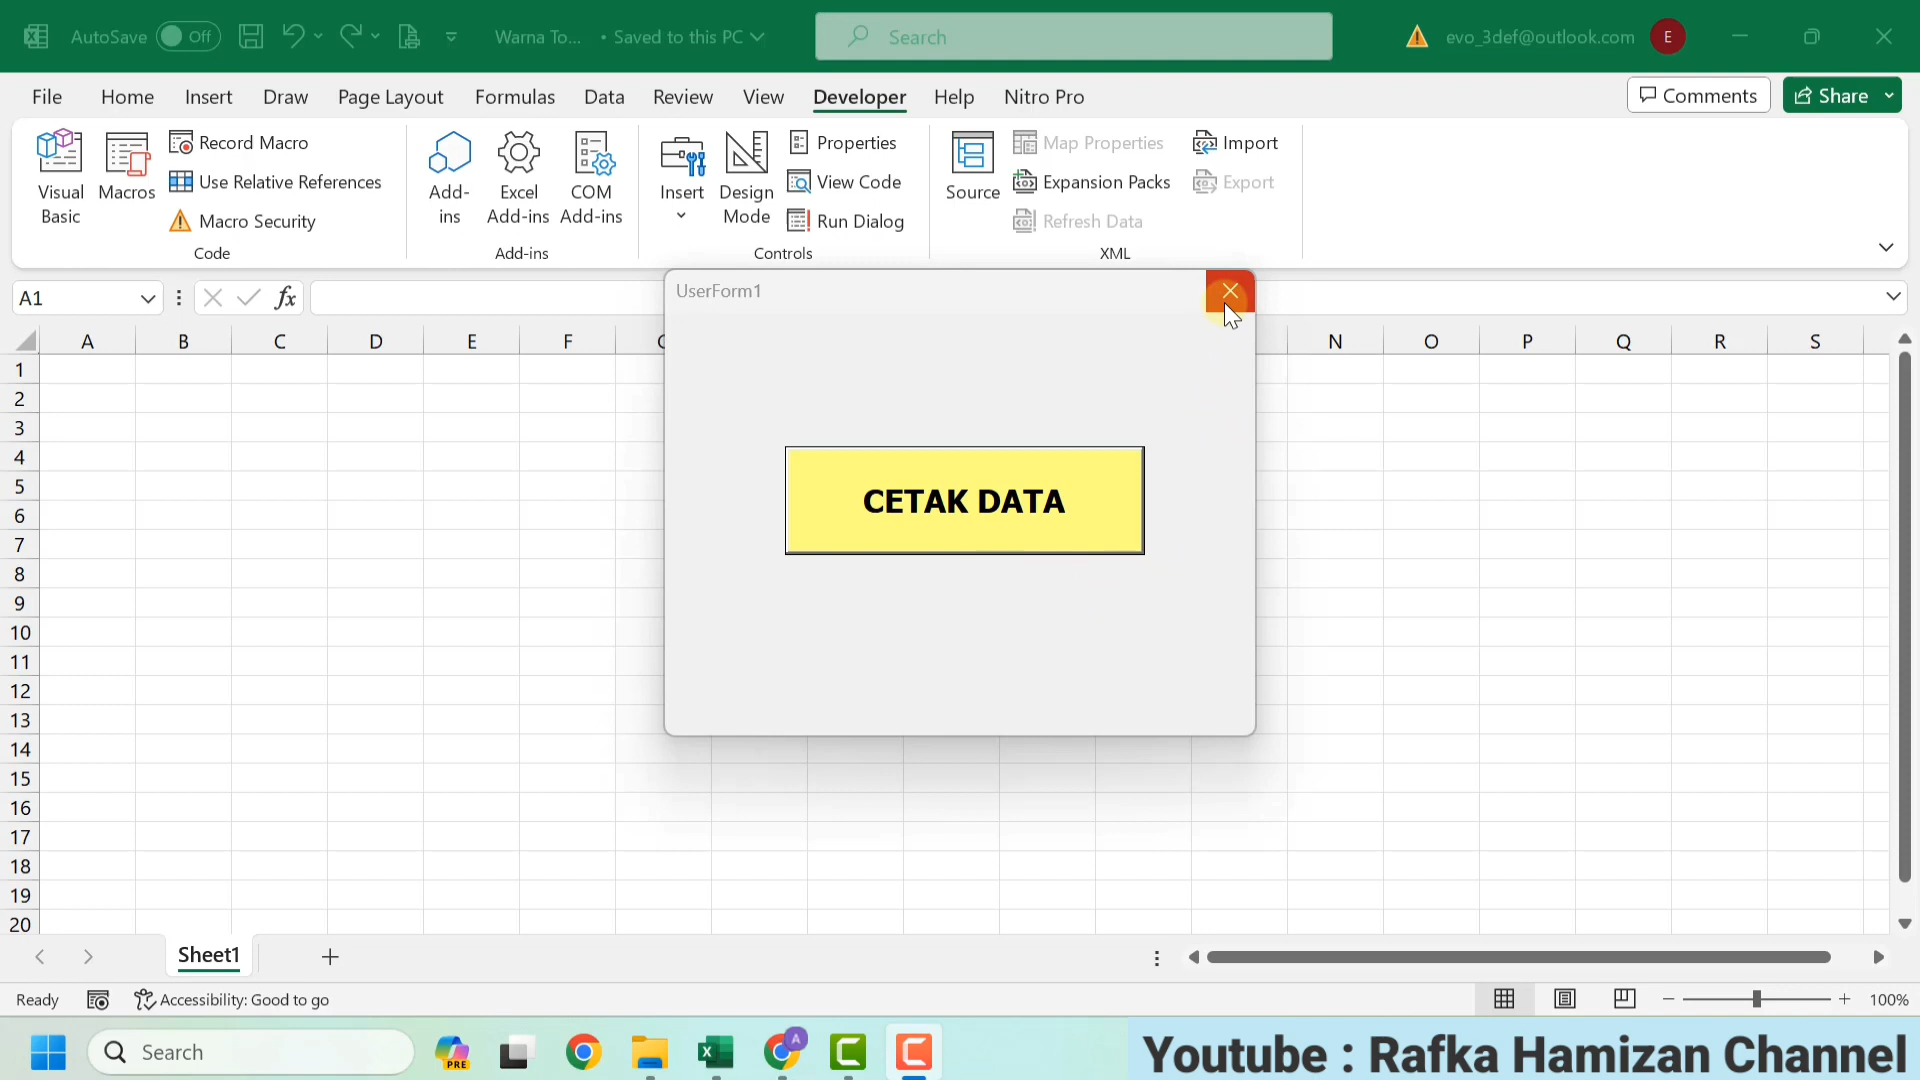 AutoSave Off Warna To... • Saved to this PC Search evo_3def@outlook.com E
File Home Insert Draw Page Layout Formulas Data Review View Developer Help Nitro Pro Comments Share
Visual Basic
Macros
Record Macro
Use Relative References
Macro Security
Code
Add-ins
Excel Add-ins
COM Add-ins
Add-ins
Insert
Design Mode
Properties
View Code
Run Dialog
Controls
Source
Map Properties
Expansion Packs
Refresh Data
Import
Export
XML
A1 fx
UserForm1
A B C D E F N O P Q R S
CETAK DATA
1
2
3
4
5
6
7
8
9
10
11
12
13
14
15
16
17
18
19
20
Sheet1
Ready Accessibility: Good to go 100%
Search PRE A
Youtube : Rafka Hamizan Channel